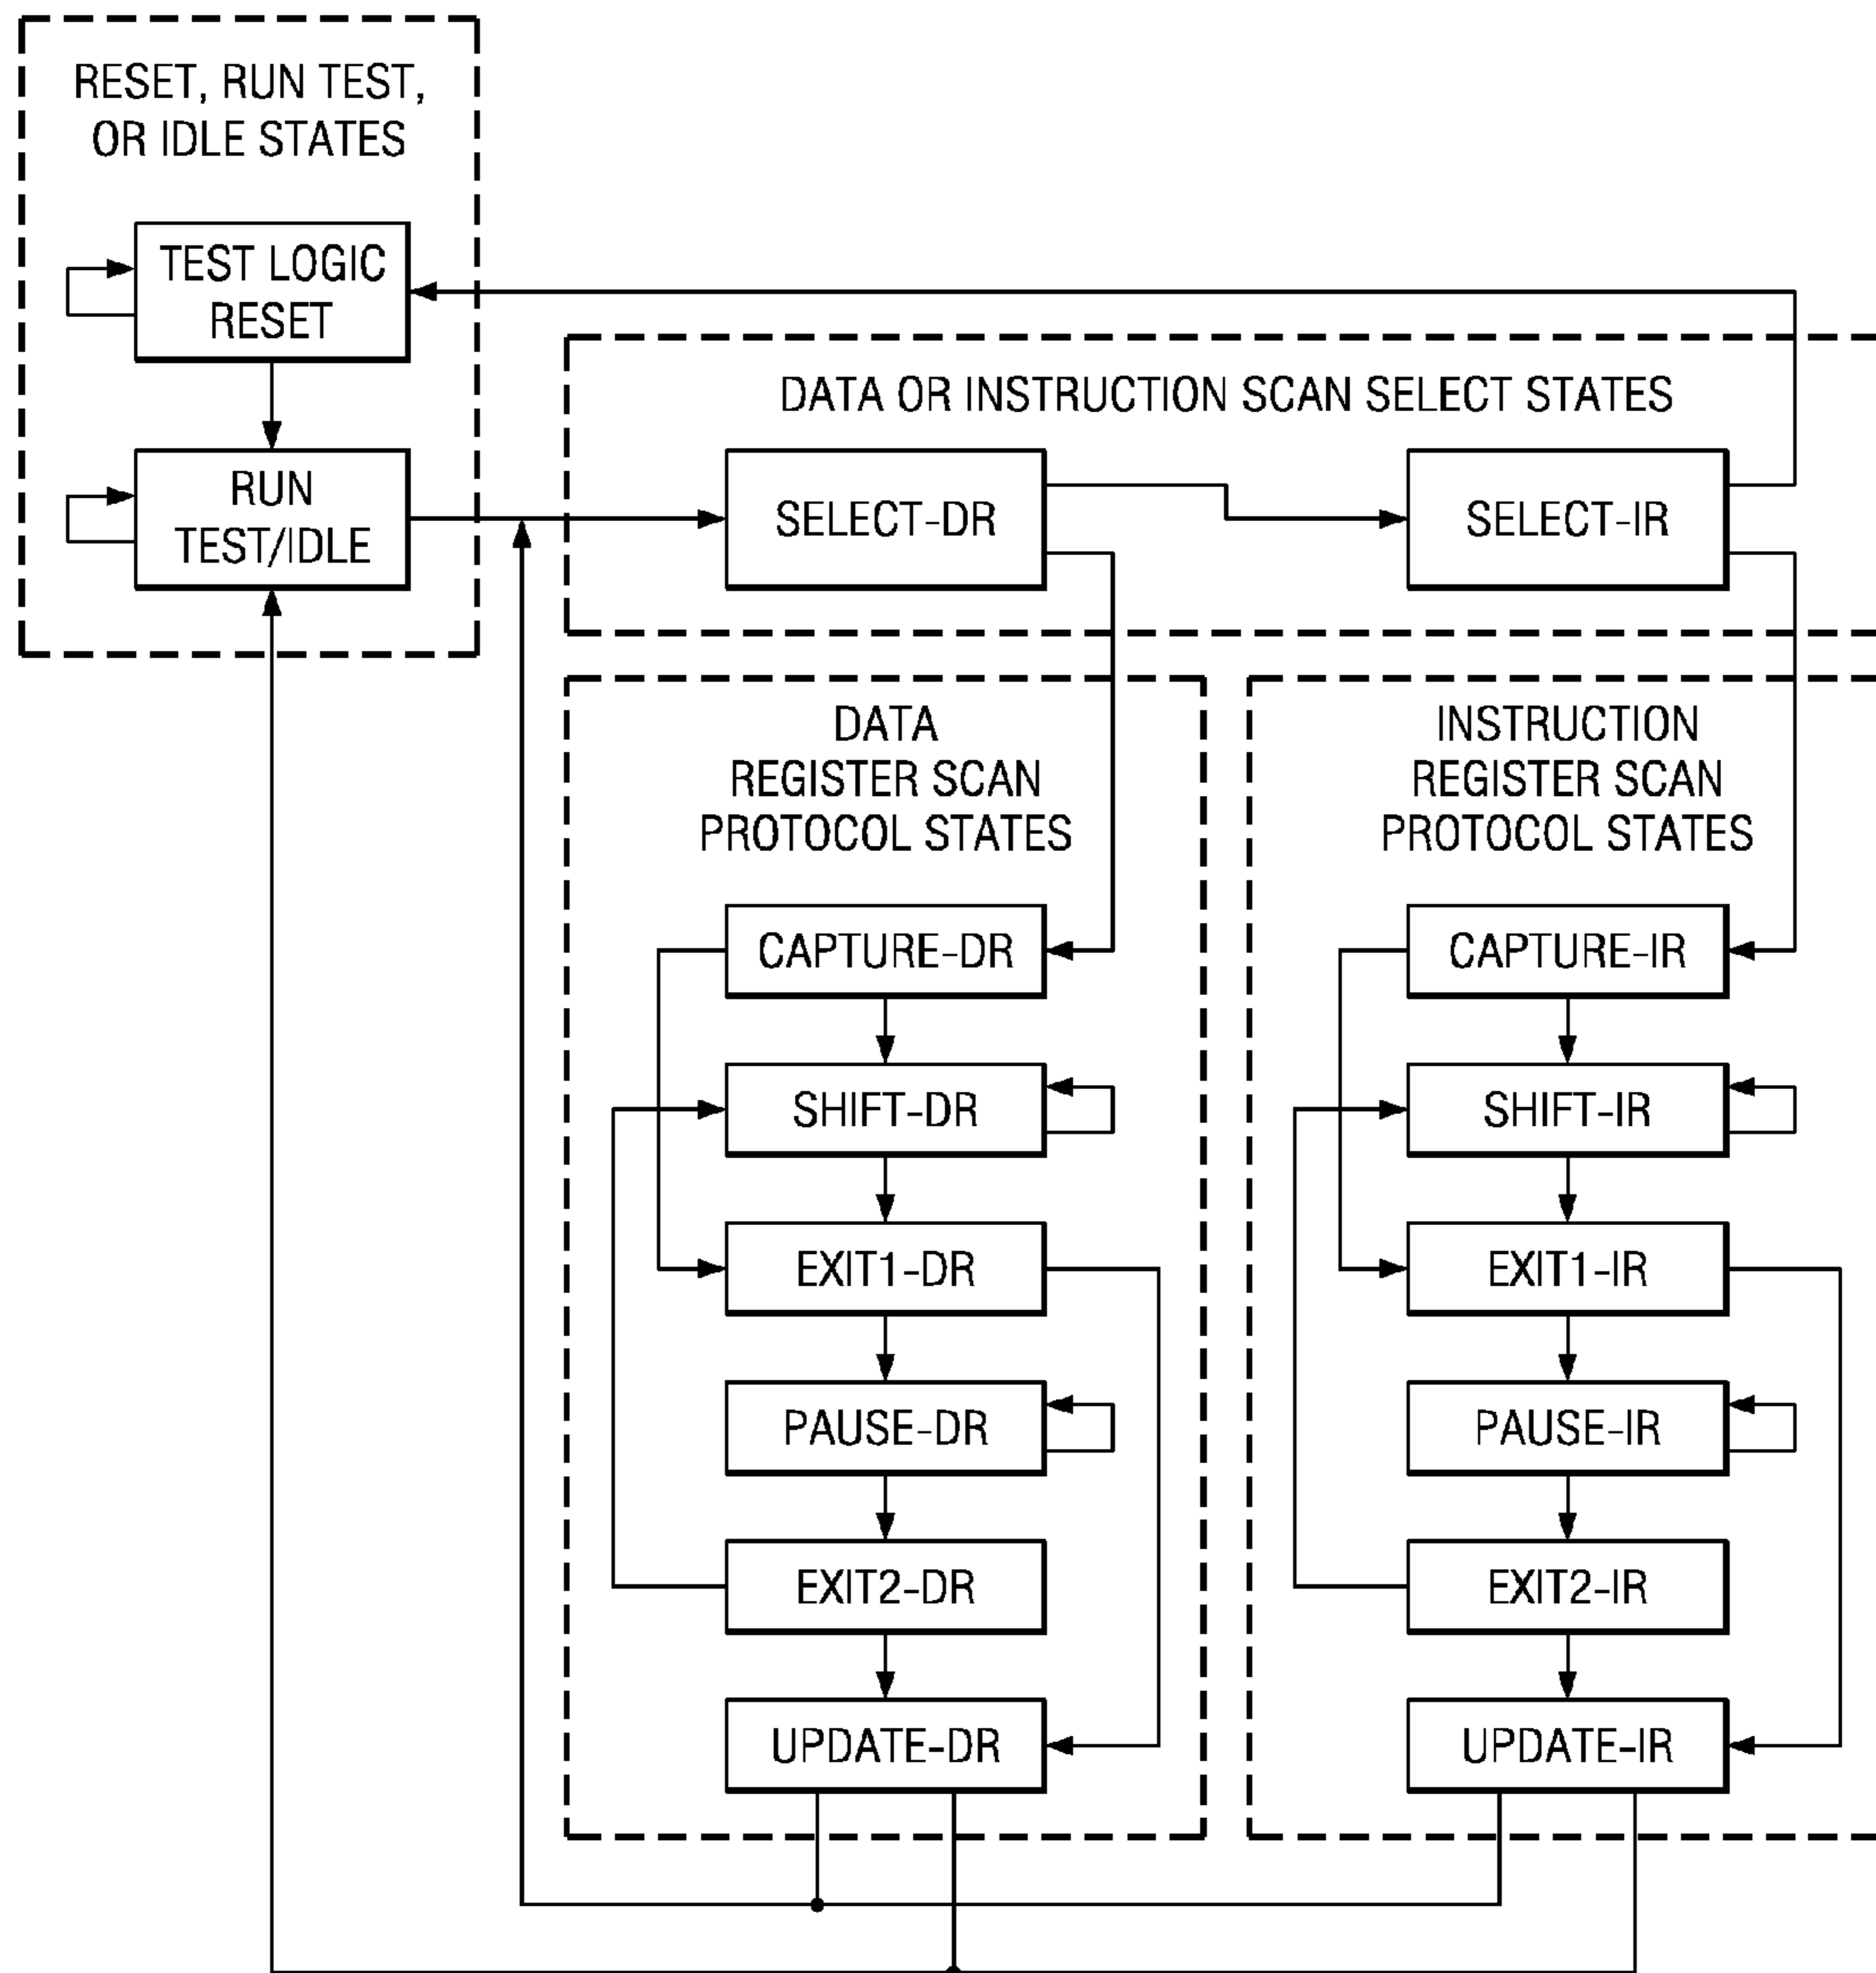 RESET, RUN TEST,
OR IDLE STATES
TEST LOGIC
RESET
RUN
TEST/IDLE
DATA OR INSTRUCTION SCAN SELECT STATES
SELECT-DR
SELECT-IR
DATA
REGISTER SCAN
PROTOCOL STATES
CAPTURE-DR
SHIFT-DR
EXIT1-DR
PAUSE-DR
EXIT2-DR
UPDATE-DR
INSTRUCTION
REGISTER SCAN
PROTOCOL STATES
CAPTURE-IR
SHIFT-IR
EXIT1-IR
PAUSE-IR
EXIT2-IR
UPDATE-IR